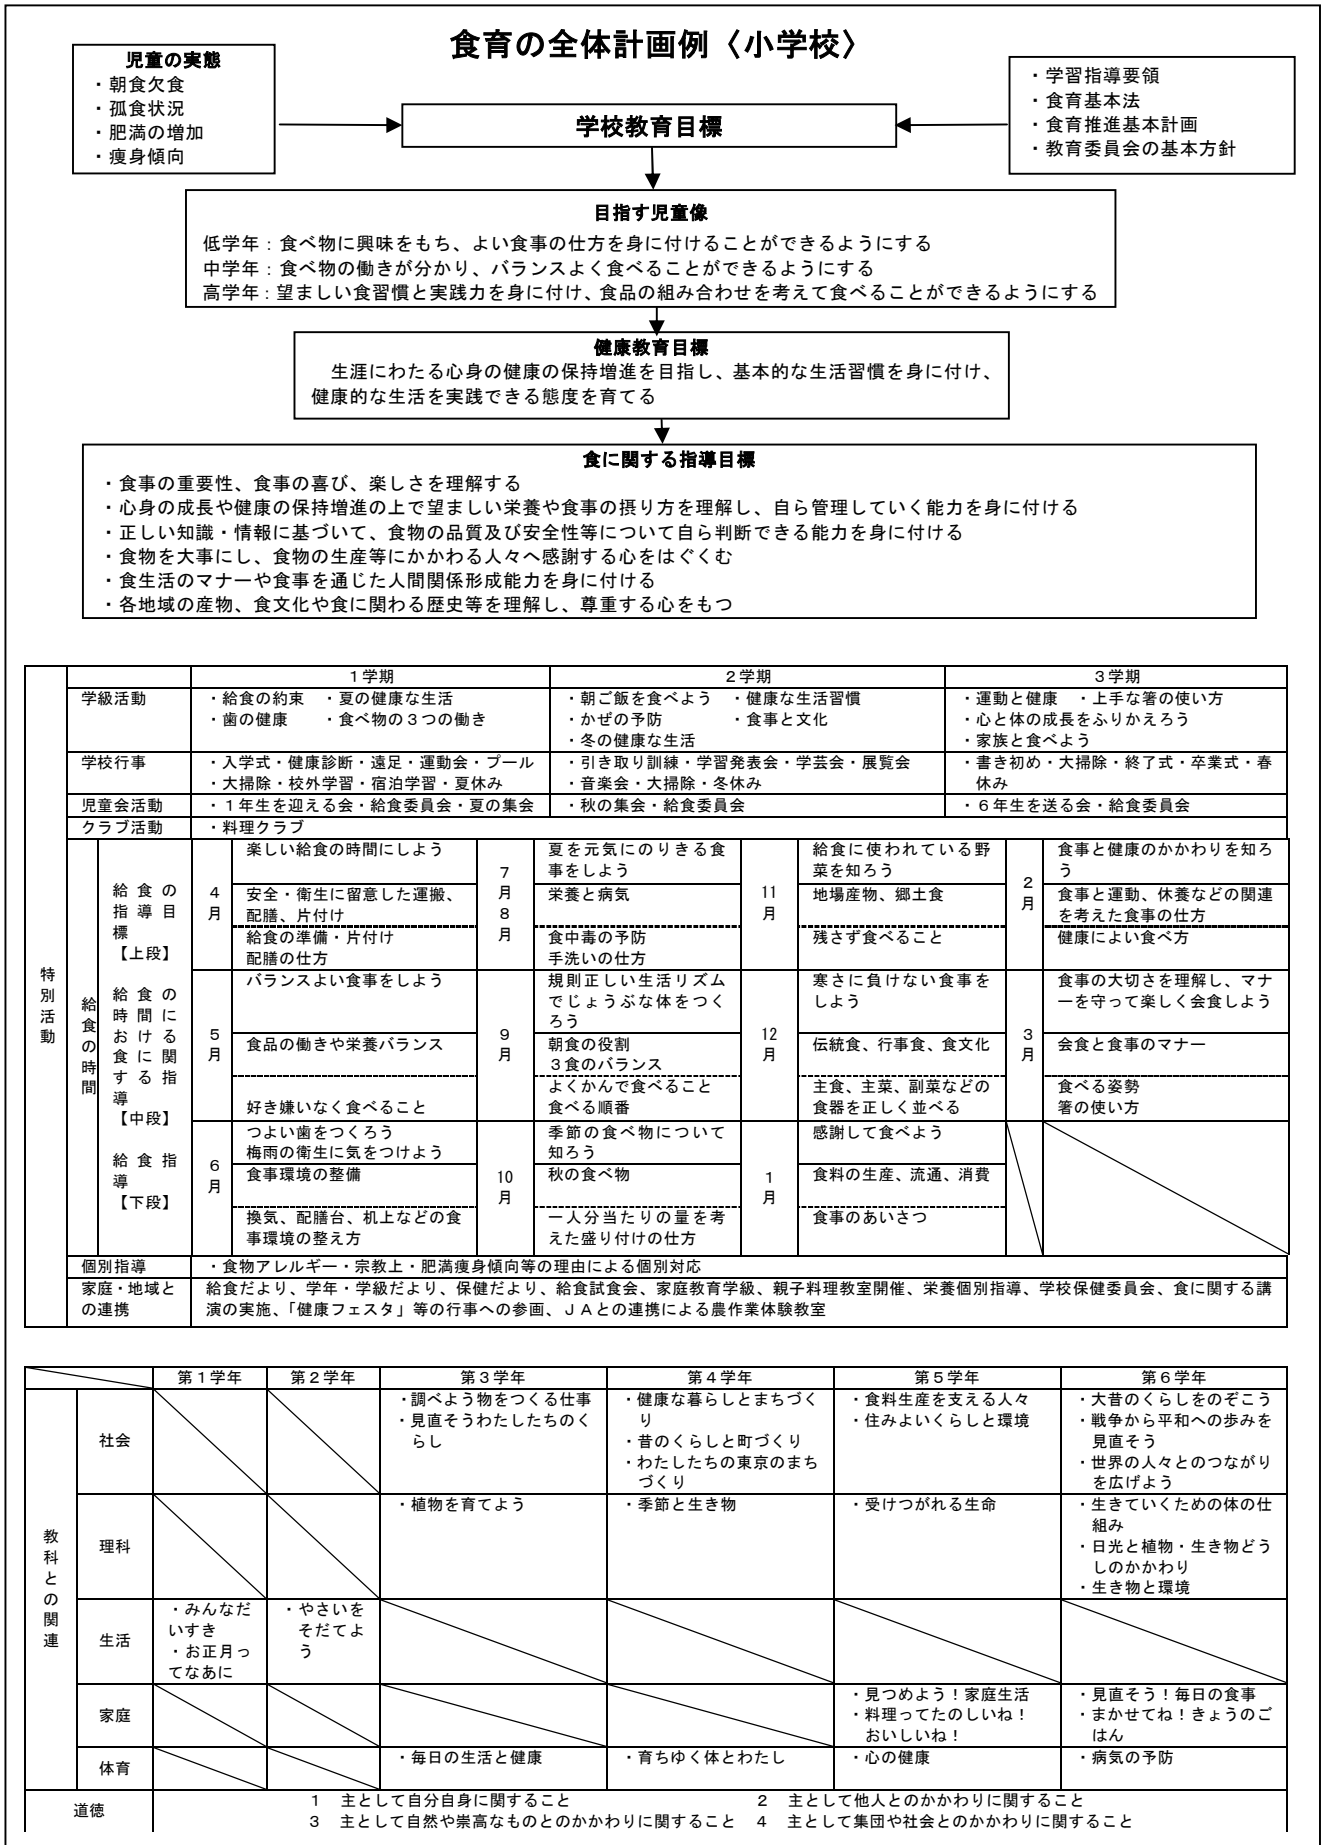 食育の全体計画例〈小学校〉
児童の実態
・朝食欠食
・孤食状況
・肥満の増加
・痩身傾向
学校教育目標
・学習指導要領
・食育基本法
・食育推進基本計画
・教育委員会の基本方針
目指す児童像
低学年：食べ物に興味をもち、よい食事の仕方を身に付けることができるようにする
中学年：食べ物の働きが分かり、バランスよく食べることができるようにする
高学年：望ましい食習慣と実践力を身に付け、食品の組み合わせを考えて食べることができるようにする
健康教育目標
生涯にわたる心身の健康の保持増進を目指し、基本的な生活習慣を身に付け、
健康的な生活を実践できる態度を育てる
食に関する指導目標
・食事の重要性、食事の喜び、楽しさを理解する
・心身の成長や健康の保持増進の上で望ましい栄養や食事の摂り方を理解し、自ら管理していく能力を身に付ける
・正しい知識・情報に基づいて、食物の品質及び安全性等について自ら判断できる能力を身に付ける
・食物を大事にし、食物の生産等にかかわる人々へ感謝する心をはぐくむ
・食生活のマナーや食事を通じた人間関係形成能力を身に付ける
・各地域の産物、食文化や食に関わる歴史等を理解し、尊重する心をもつ
特別活動
１学期
２学期
３学期
学級活動
・給食の約束　・夏の健康な生活
・歯の健康　　・食べ物の３つの働き
・朝ご飯を食べよう　・健康な生活習慣
・かぜの予防　　　　・食事と文化
・冬の健康な生活
・運動と健康　・上手な箸の使い方
・心と体の成長をふりかえろう
・家族と食べよう
学校行事
・入学式・健康診断・遠足・運動会・プール
・大掃除・校外学習・宿泊学習・夏休み
・引き取り訓練・学習発表会・学芸会・展覧会
・音楽会・大掃除・冬休み
・書き初め・大掃除・終了式・卒業式・春
休み
児童会活動
・１年生を迎える会・給食委員会・夏の集会
・秋の集会・給食委員会
・６年生を送る会・給食委員会
クラブ活動
・料理クラブ
給食の時間
給食の
指導目
標
【上段】
給食の
時間に
おける
食に関
する指
導
【中段】
給食指
導
【下段】
４月
楽しい給食の時間にしよう
安全・衛生に留意した運搬、
配膳、片付け
給食の準備・片付け
配膳の仕方
７月８月
夏を元気にのりきる食
事をしよう
栄養と病気
食中毒の予防
手洗いの仕方
11月
給食に使われている野
菜を知ろう
地場産物、郷土食
残さず食べること
２月
食事と健康のかかわりを知ろ
う
食事と運動、休養などの関連
を考えた食事の仕方
健康によい食べ方
５月
バランスよい食事をしよう
食品の働きや栄養バランス
好き嫌いなく食べること
９月
規則正しい生活リズム
でじょうぶな体をつく
ろう
朝食の役割
３食のバランス
よくかんで食べること
食べる順番
12月
寒さに負けない食事を
しよう
伝統食、行事食、食文化
主食、主菜、副菜などの
食器を正しく並べる
３月
食事の大切さを理解し、マナ
ーを守って楽しく会食しよう
会食と食事のマナー
食べる姿勢
箸の使い方
６月
つよい歯をつくろう
梅雨の衛生に気をつけよう
食事環境の整備
換気、配膳台、机上などの食
事環境の整え方
10月
季節の食べ物について
知ろう
秋の食べ物
一人分当たりの量を考
えた盛り付けの仕方
１月
感謝して食べよう
食料の生産、流通、消費
食事のあいさつ
個別指導
・食物アレルギー・宗教上・肥満痩身傾向等の理由による個別対応
家庭・地域と
の連携
給食だより、学年・学級だより、保健だより、給食試食会、家庭教育学級、親子料理教室開催、栄養個別指導、学校保健委員会、食に関する講
演の実施、「健康フェスタ」等の行事への参画、ＪＡとの連携による農作業体験教室
第１学年
第２学年
第３学年
第４学年
第５学年
第６学年
教科との関連
社会
・調べよう物をつくる仕事
・見直そうわたしたちのく
らし
・健康な暮らしとまちづく
り
・昔のくらしと町づくり
・わたしたちの東京のまち
づくり
・食料生産を支える人々
・住みよいくらしと環境
・大昔のくらしをのぞこう
・戦争から平和への歩みを
見直そう
・世界の人々とのつながり
を広げよう
理科
・植物を育てよう
・季節と生き物
・受けつがれる生命
・生きていくための体の仕
組み
・日光と植物・生き物どう
しのかかわり
・生き物と環境
生活
・みんなだ
いすき
・お正月っ
てなあに
・やさいを
そだてよ
う
家庭
・見つめよう！家庭生活
・料理ってたのしいね！
おいしいね！
・見直そう！毎日の食事
・まかせてね！きょうのご
はん
体育
・毎日の生活と健康
・育ちゆく体とわたし
・心の健康
・病気の予防
道徳
１　主として自分自身に関すること
２　主として他人とのかかわりに関すること
３　主として自然や崇高なものとのかかわりに関すること
４　主として集団や社会とのかかわりに関すること